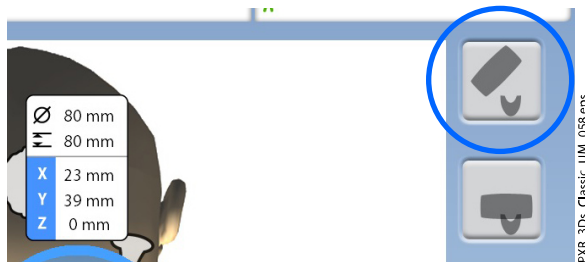 Ø 80 mm
80 mm
X 23 mm
Y 39 mm
Z 0 mm
PXR_3Ds_Classic_UM_058.eps